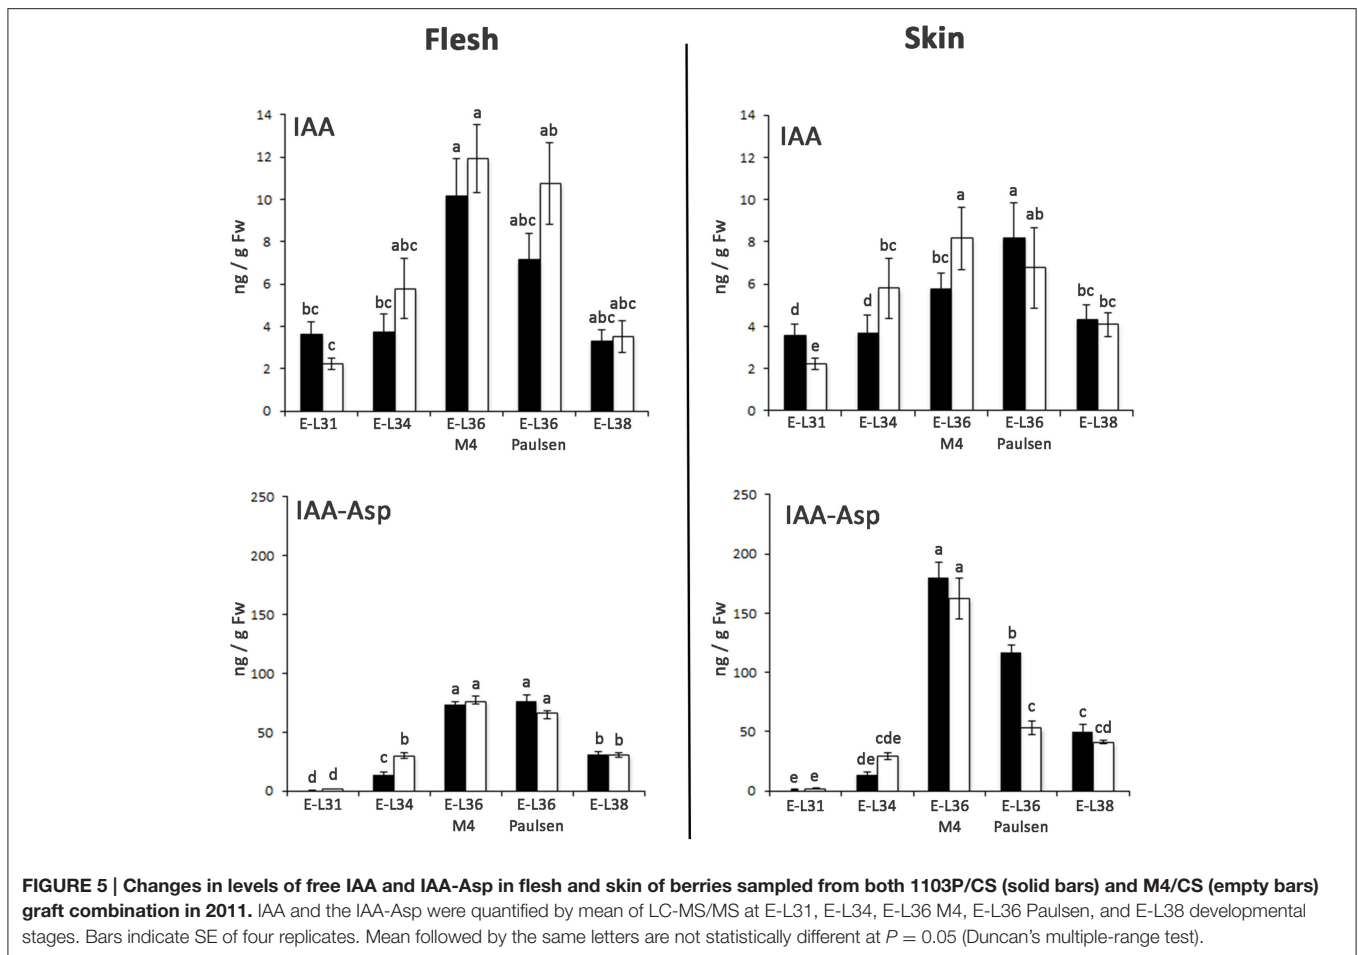 Flesh
Skin
IAA
ng / g Fw
14
12
10
8
6
4
2
0
bc
c
bc
abc
a
a
abc
ab
abc
abc
E-L31
E-L34
E-L36
M4
E-L36
Paulsen
E-L38
IAA
ng / g Fw
14
12
10
8
6
4
2
0
d
e
d
bc
bc
a
a
ab
bc
bc
E-L31
E-L34
E-L36
M4
E-L36
Paulsen
E-L38
IAA-Asp
ng / g Fw
250
200
150
100
50
0
d
d
c
b
a
a
a
a
b
b
E-L31
E-L34
E-L36
M4
E-L36
Paulsen
E-L38
IAA-Asp
ng / g Fw
250
200
150
100
50
0
e
e
de
cde
a
a
b
c
c
cd
E-L31
E-L34
E-L36
M4
E-L36
Paulsen
E-L38
FIGURE 5 | Changes in levels of free IAA and IAA-Asp in flesh and skin of berries sampled from both 1103P/CS (solid bars) and M4/CS (empty bars)
graft combination in 2011. IAA and the IAA-Asp were quantified by mean of LC-MS/MS at E-L31, E-L34, E-L36 M4, E-L36 Paulsen, and E-L38 developmental
stages. Bars indicate SE of four replicates. Mean followed by the same letters are not statistically different at P = 0.05 (Duncan's multiple-range test).